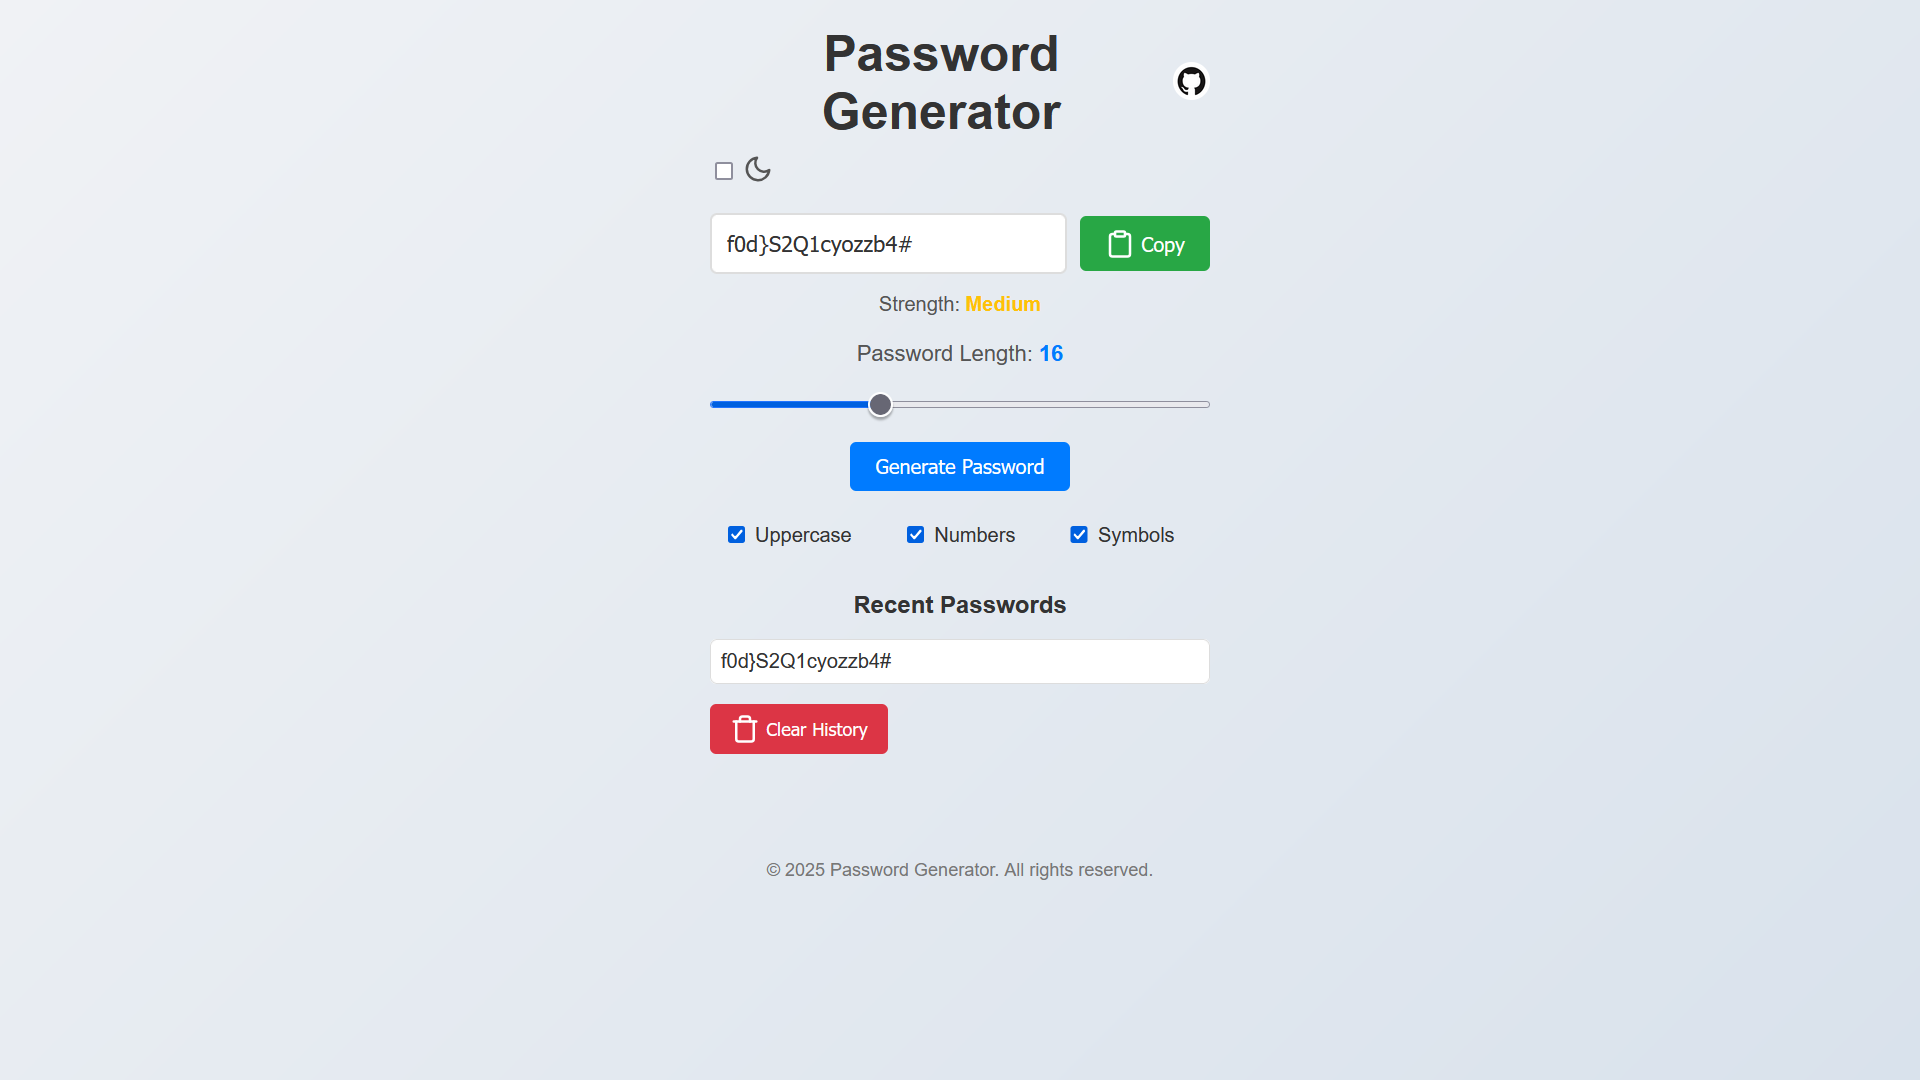 Password
Generator
f0d}S2Q1cyozzb4#
Copy
Strength: Medium
Password Length: 16
Generate Password
Uppercase
Numbers
Symbols
Recent Passwords
f0d}S2Q1cyozzb4#
Clear History
© 2025 Password Generator. All rights reserved.